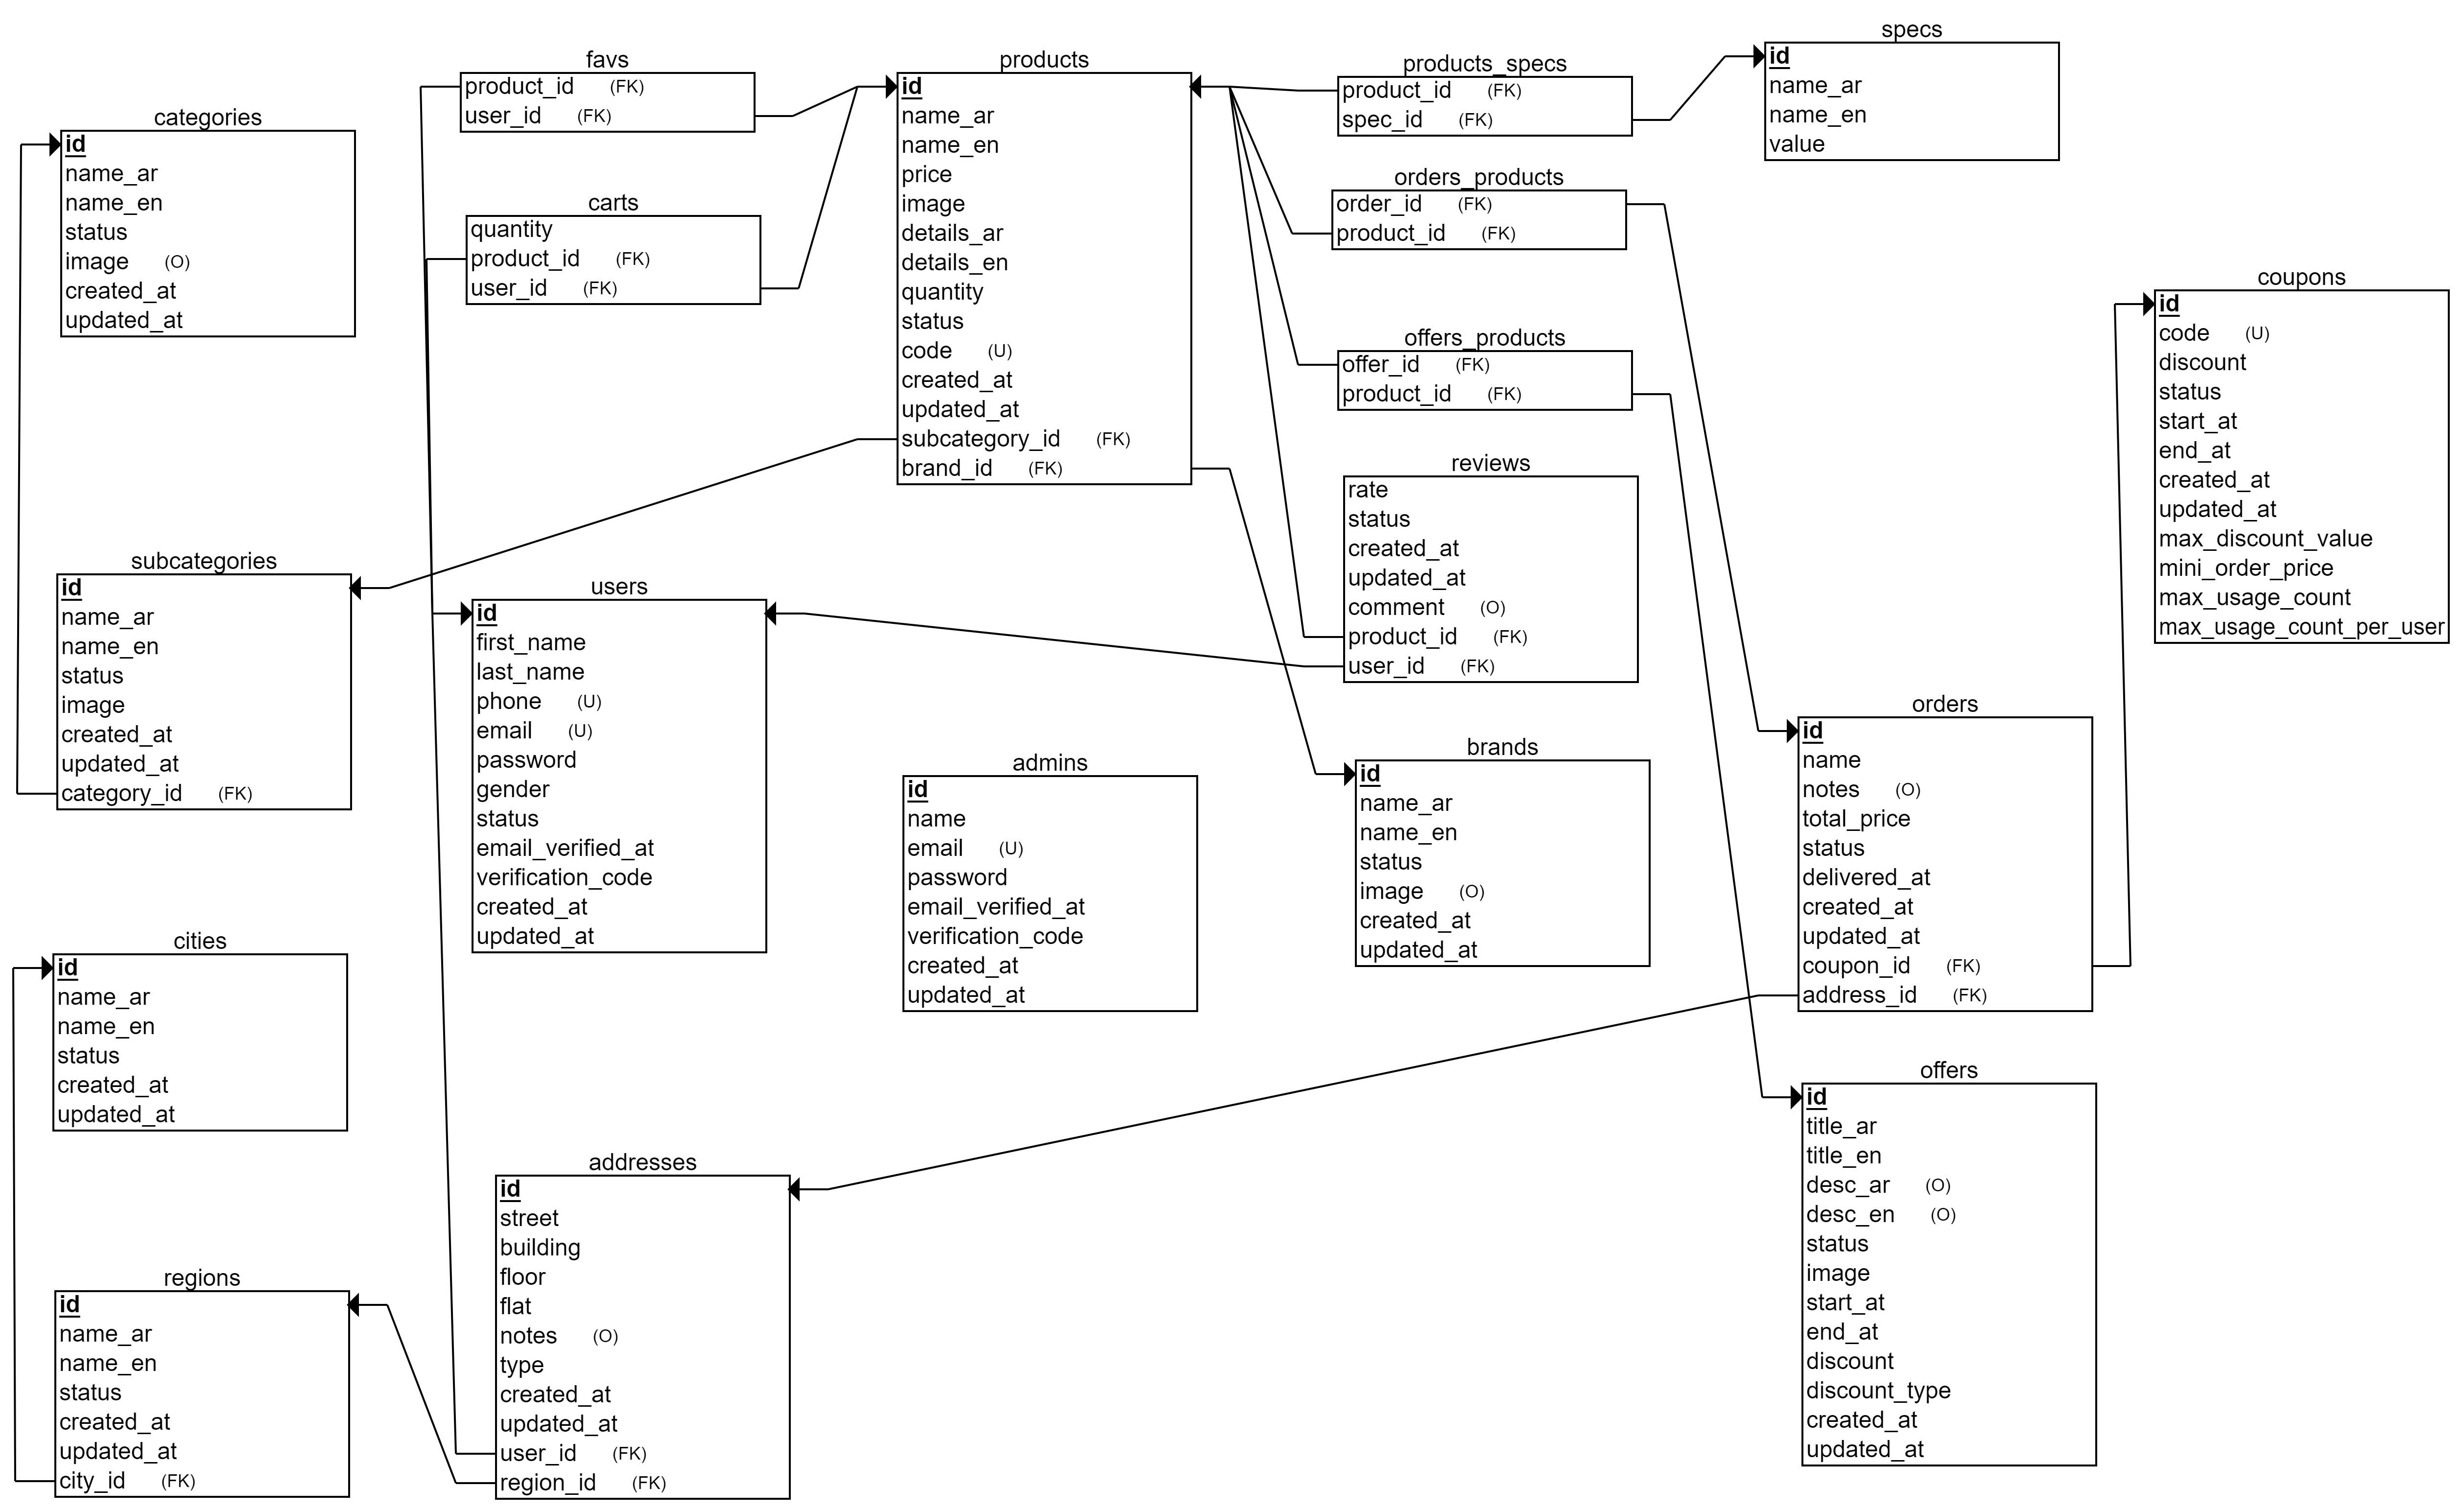 categories
id
name_ar
name_en
status
image (O)
created_at
updated_at
subcategories
id
name_ar
name_en
status
image
created_at
updated_at
category_id (FK)
cities
id
name_ar
name_en
status
created_at
updated_at
regions
id
name_ar
name_en
status
created_at
updated_at
city_id (FK)
favs
product_id (FK)
user_id (FK)
carts
quantity
product_id (FK)
user_id (FK)
users
id
first_name
last_name
phone (U)
email (U)
password
gender
status
email_verified_at
verification_code
created_at
updated_at
addresses
id
street
building
floor
flat
notes (O)
type
created_at
updated_at
user_id (FK)
region_id (FK)
products
id
name_ar
name_en
price
image
details_ar
details_en
quantity
status
code (U)
created_at
updated_at
subcategory_id (FK)
brand_id (FK)
admins
id
name
email (U)
password
email_verified_at
verification_code
created_at
updated_at
products_specs
product_id (FK)
spec_id (FK)
orders_products
order_id (FK)
product_id (FK)
offers_products
offer_id (FK)
product_id (FK)
reviews
rate
status
created_at
updated_at
comment (O)
product_id (FK)
user_id (FK)
brands
id
name_ar
name_en
status
image (O)
created_at
updated_at
specs
id
name_ar
name_en
value
orders
id
name
notes (O)
total_price
status
delivered_at
created_at
updated_at
coupon_id (FK)
address_id (FK)
offers
id
title_ar
title_en
desc_ar (O)
desc_en (O)
status
image
start_at
end_at
discount
discount_type
created_at
updated_at
coupons
id
code (U)
discount
status
start_at
end_at
created_at
updated_at
max_discount_value
mini_order_price
max_usage_count
max_usage_count_per_user